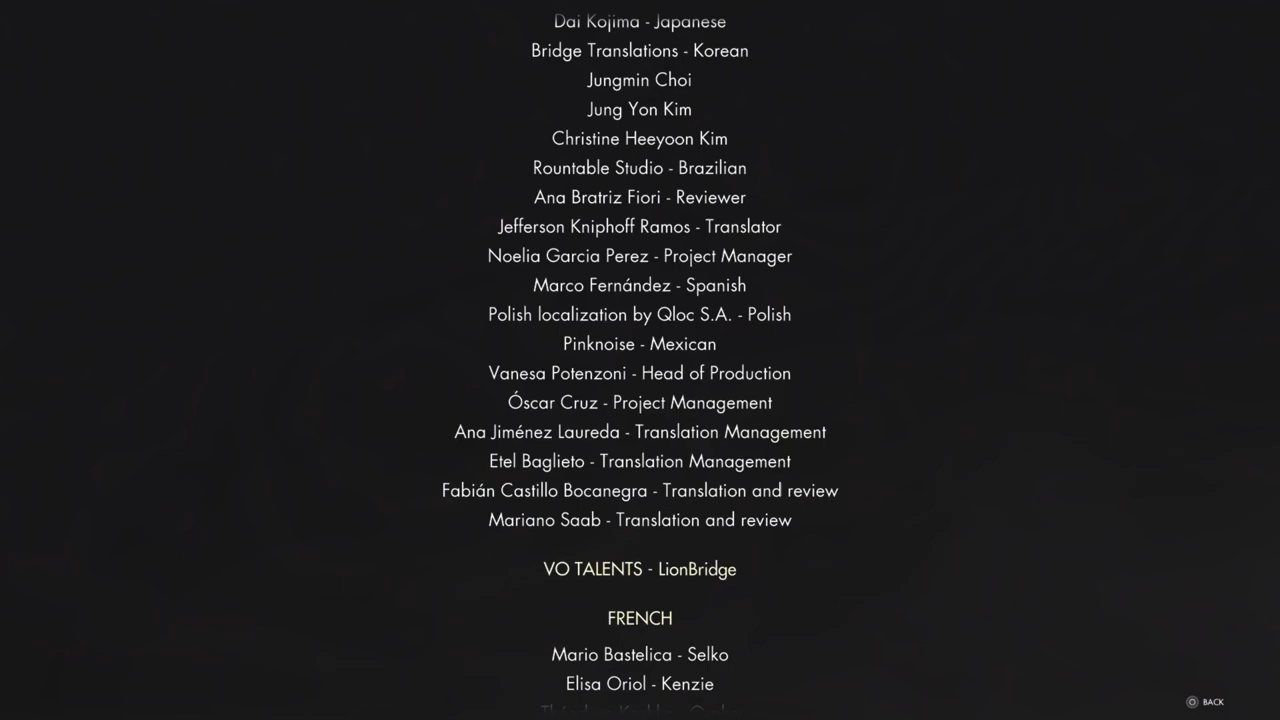 Dai Kojima - Japanese
Bridge Translations - Korean
Jungmin Choi
Jung Yon Kim
Christine Heeyoon Kim
Rountable Studio - Brazilian
Ana Bratriz Fiori - Reviewer
Jefferson Kniphoff Ramos - Translator
Noelia Garcia Perez - Project Manager
Marco Fernández - Spanish
Polish localization by Qloc S.A. - Polish
Pinknoise - Mexican
Vanesa Potenzoni - Head of Production
Óscar Cruz - Project Management
Ana Jiménez Laureda - Translation Management
Etel Baglieto - Translation Management
Fabián Castillo Bocanegra - Translation and review
Mariano Saab - Translation and review
VO TALENTS - LionBridge
FRENCH
Mario Bastelica - Selko
Elisa Oriol - Kenzie
BACK